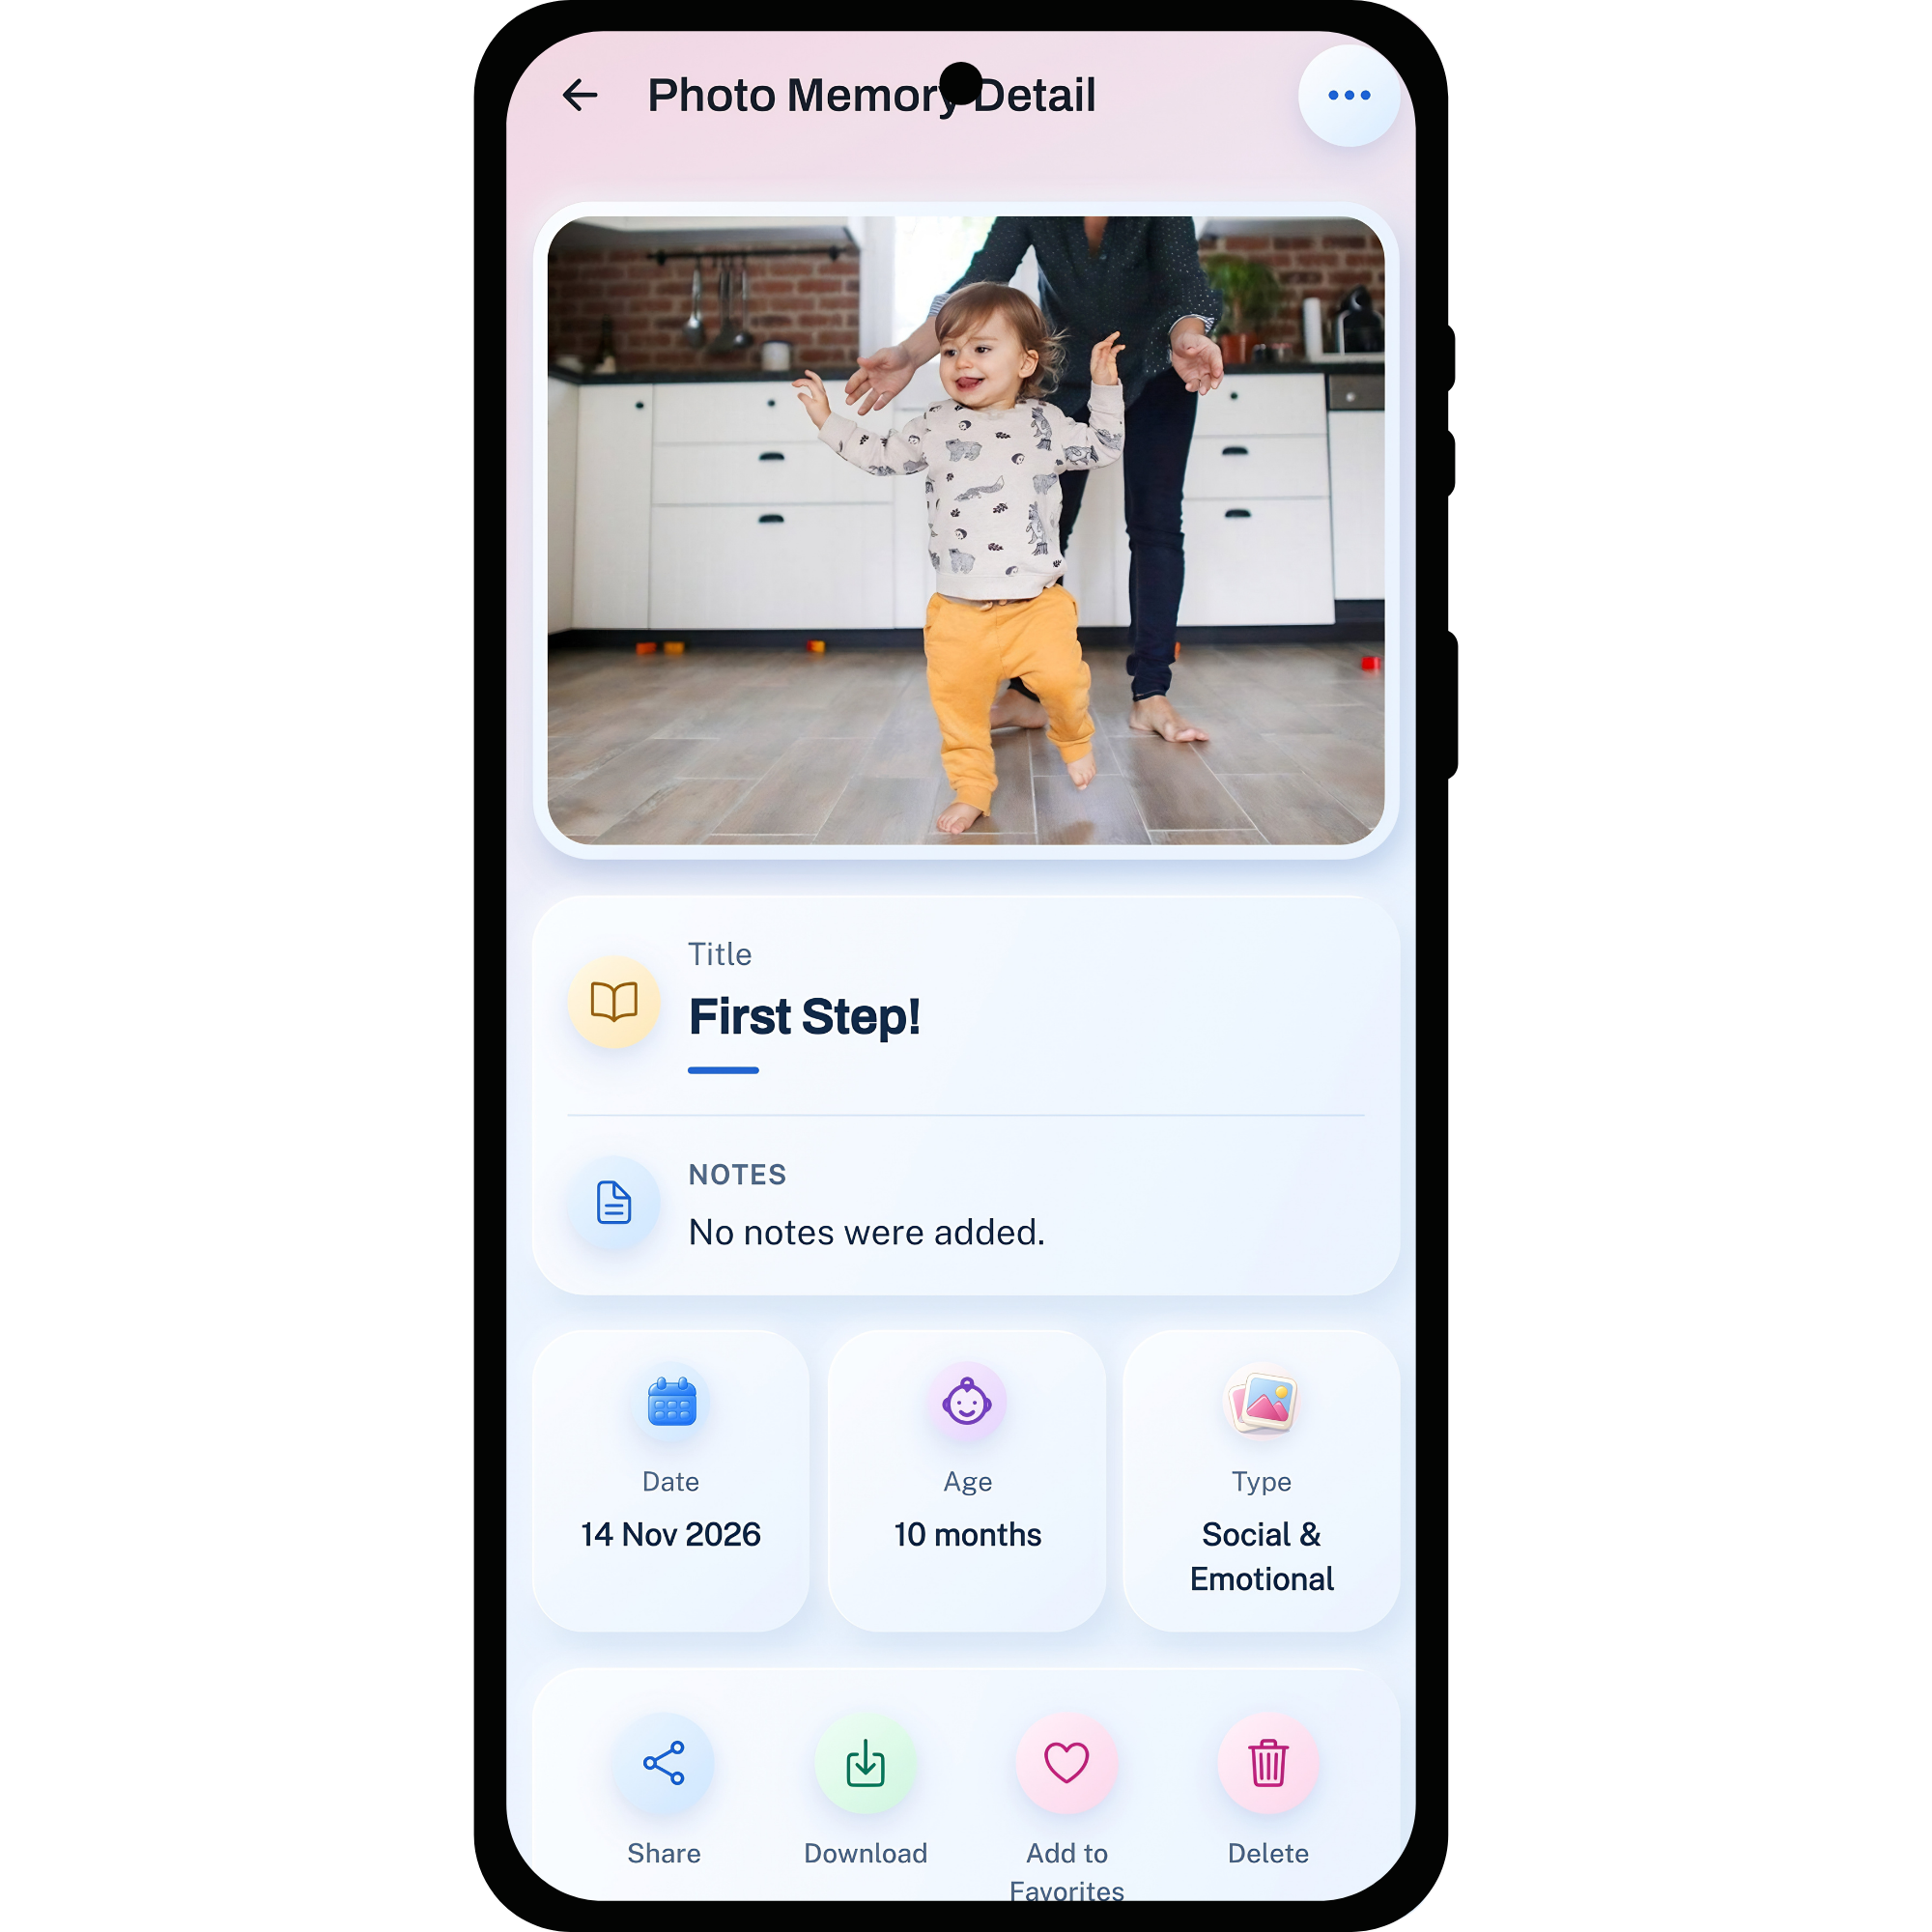 Photo Memory Detail
Title
First Step!
NOTES
No notes were added.
Date
14 Nov 2026
Age
10 months
Type
Social &
Emotional
Share
Download
Add to
Favorites
Delete